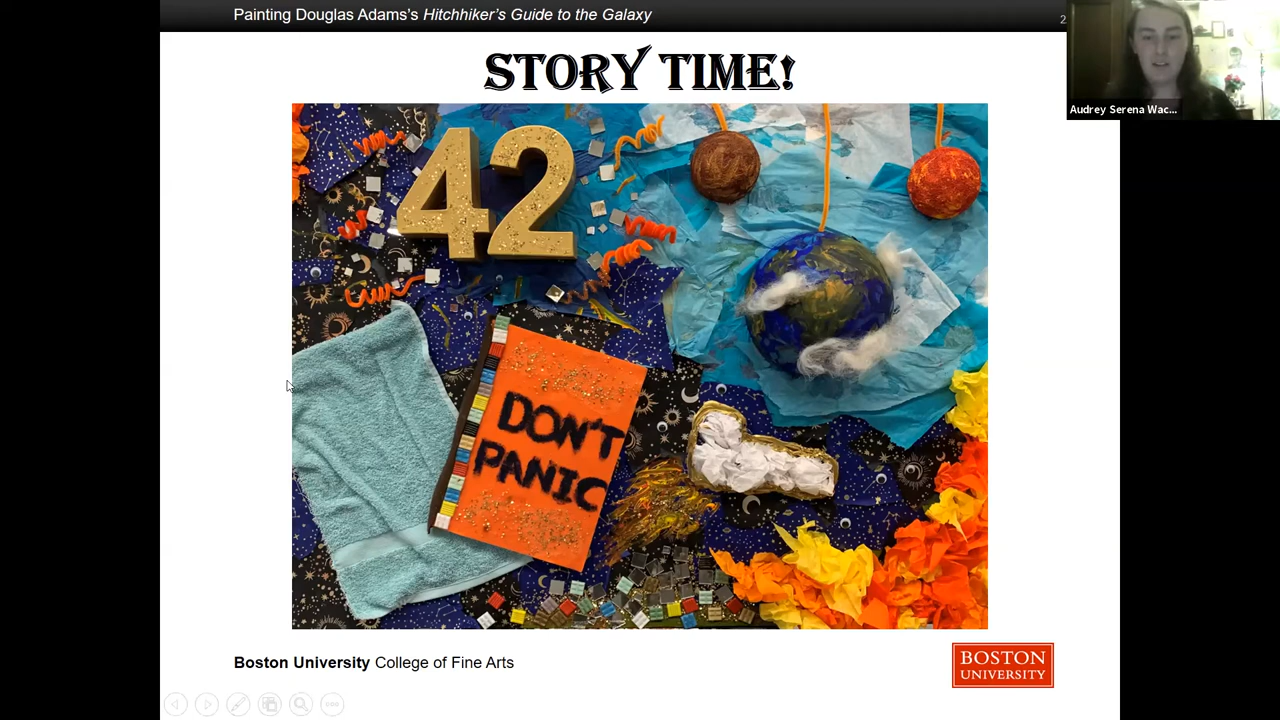 Painting Douglas Adams's Hitchhiker's Guide to the Galaxy
2
Audrey Serena Wac...
STORY TIME!
42
DON'T
PANIC
Boston University College of Fine Arts
BOSTON
UNIVERSITY